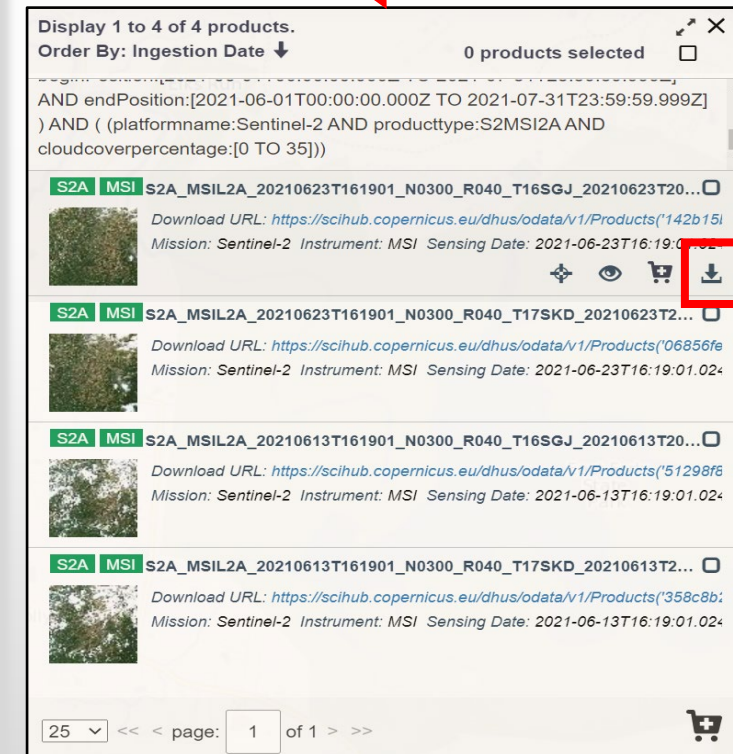 Display 1 to 4 of 4 products.
Order By: Ingestion Date 0 products selected
AND endPosition:[2021-06-01T00:00:00.000Z TO 2021-07-31T23:59:59.999Z]
) AND ( (platformname:Sentinel-2 AND producttype:S2MSI2A AND
cloudcoverpercentage:[0 TO 35]))
S2A MSI S2A_MSIL2A_20210623T161901_N0300_R040_T16SGJ_20210623T20...
Download URL: https://scihub.copernicus.eu/dhus/odata/v1/Products('142b15
Mission: Sentinel-2 Instrument: MSI Sensing Date: 2021-06-23T16:19:01.024
S2A MSI S2A_MSIL2A_20210623T161901_N0300_R040_T17SKD_20210623T2...
Download URL: https://scihub.copernicus.eu/dhus/odata/v1/Products('06856fe
Mission: Sentinel-2 Instrument: MSI Sensing Date: 2021-06-23T16:19:01.024
S2A MSI S2A_MSIL2A_20210613T161901_N0300_R040_T16SGJ_20210613T20...
Download URL: https://scihub.copernicus.eu/dhus/odata/v1/Products('51298f8
Mission: Sentinel-2 Instrument: MSI Sensing Date: 2021-06-13T16:19:01.024
S2A MSI S2A_MSIL2A_20210613T161901_N0300_R040_T17SKD_20210613T2...
Download URL: https://scihub.copernicus.eu/dhus/odata/v1/Products('358c8b2
Mission: Sentinel-2 Instrument: MSI Sensing Date: 2021-06-13T16:19:01.024
25 << < page: 1 of 1 > >>